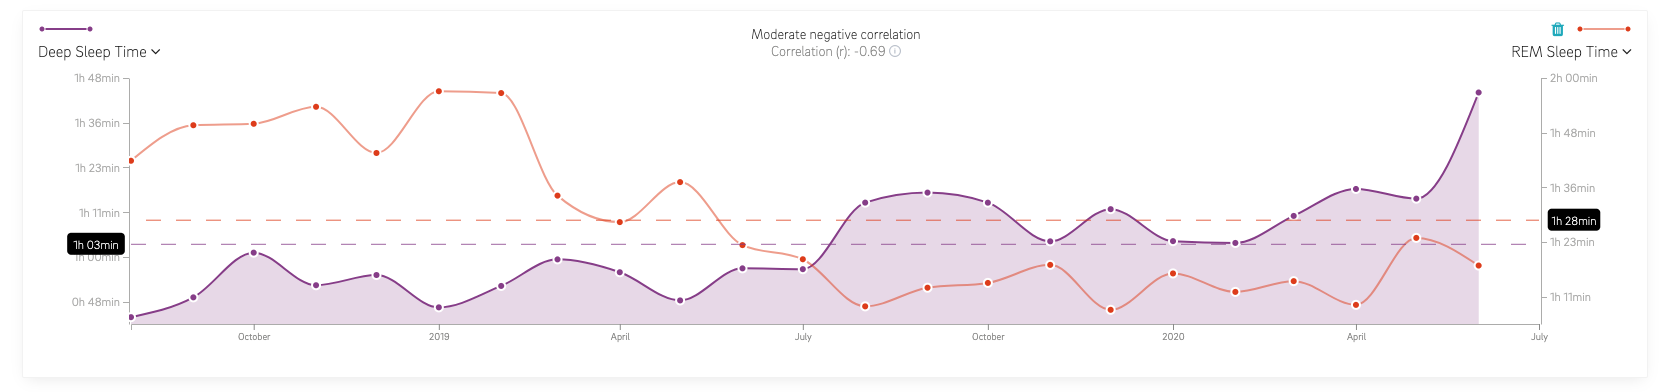 Moderate negative correlation
Deep Sleep Time
Correlation (r): -0.69
REM Sleep Time
1h 48min
1h 36min
1h 23min
1h 11min
1h 03min
1h 00min
0h 48min
2h 00min
1h 48min
1h 36min
1h 28min
1h 23min
1h 11min
October 2019 April July October 2020 April July